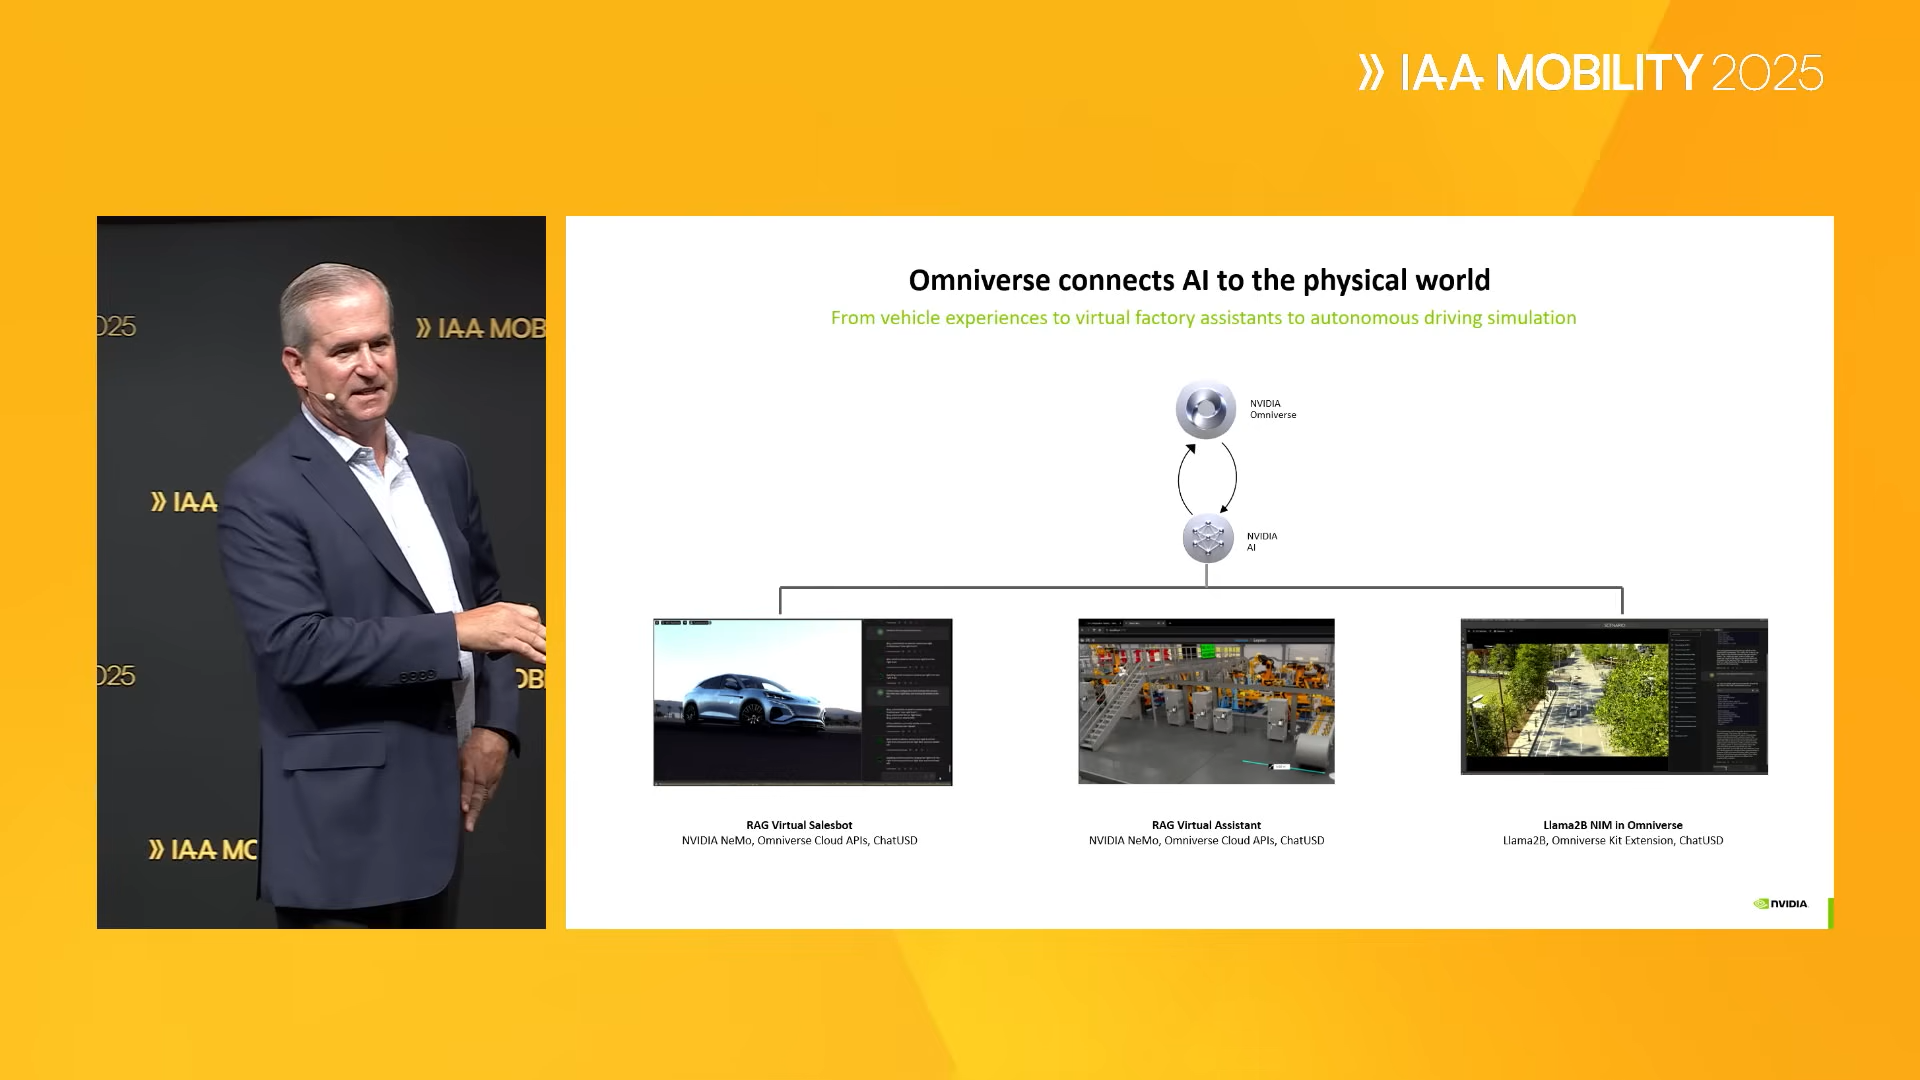 » IAA MOBILITY 2025
025
» IAA MOB
» IAA
025
OB
» IAA MO
Omniverse connects AI to the physical world
From vehicle experiences to virtual factory assistants to autonomous driving simulation
NVIDIA
Omniverse
NVIDIA
AI
RAG Virtual Salesbot
NVIDIA NeMo, Omniverse Cloud APIs, ChatUSD
RAG Virtual Assistant
NVIDIA NeMo, Omniverse Cloud APIs, ChatUSD
Llama2B NIM in Omniverse
Llama2B, Omniverse Kit Extension, ChatUSD
NVIDIA